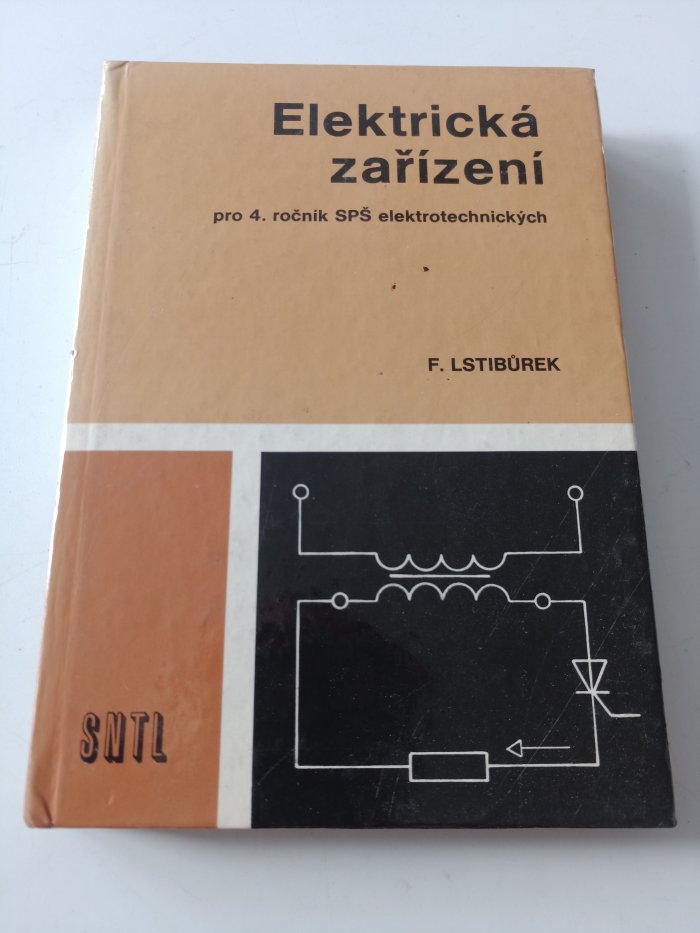 Elektrická
zařízení
pro 4. ročník SPŠ elektrotechnických
F. LSTIBŮREK
SNTL